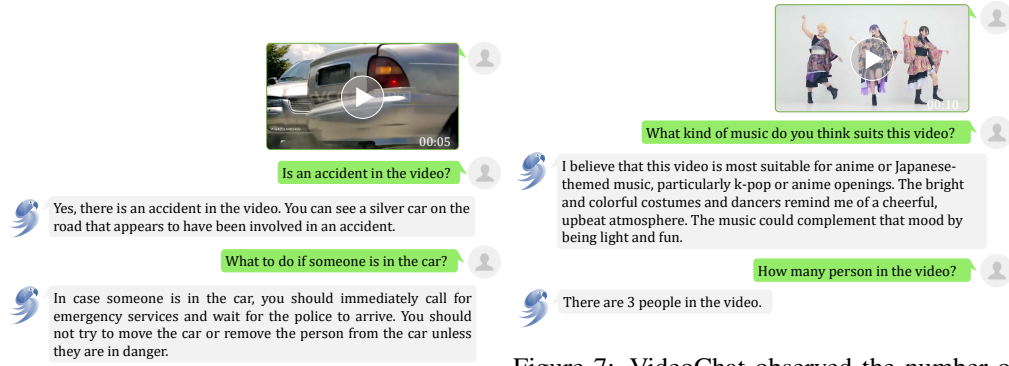 00:05
Is an accident in the video?
Yes, there is an accident in the video. You can see a silver car on the
road that appears to have been involved in an accident.
What to do if someone is in the car?
In case someone is in the car, you should immediately call for
emergency services and wait for the police to arrive. You should
not try to move the car or remove the person from the car unless
they are in danger.
00:10
What kind of music do you think suits this video?
I believe that this video is most suitable for anime or Japanese-
themed music, particularly k-pop or anime openings. The bright
and colorful costumes and dancers remind me of a cheerful,
upbeat atmosphere. The music could complement that mood by
being light and fun.
How many person in the video?
There are 3 people in the video.
Figure 7: VideoChat observed the number o